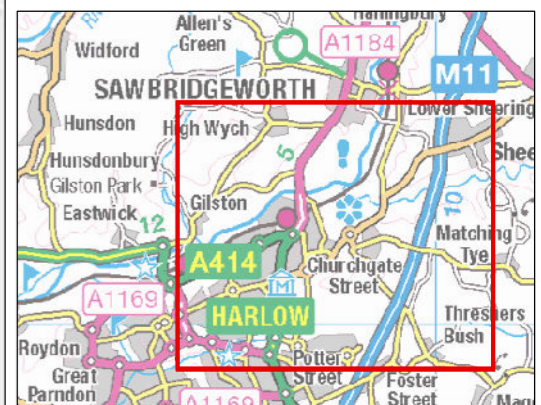 Allen's
Green
Widford
A1184
M11
SAWBRIDGEWORTH
Lower Sheering
Hunsdon
High Wych
Hunsdonbury
Gilston Park
5
Gilston
Eastwick
12
10
Matching
Tye
A414
Churchgate
Street
A1169
M
HARLOW
Threshers
Bush
Roydon
Great
Parndon
Potter
Street
Foster
Street
A1169